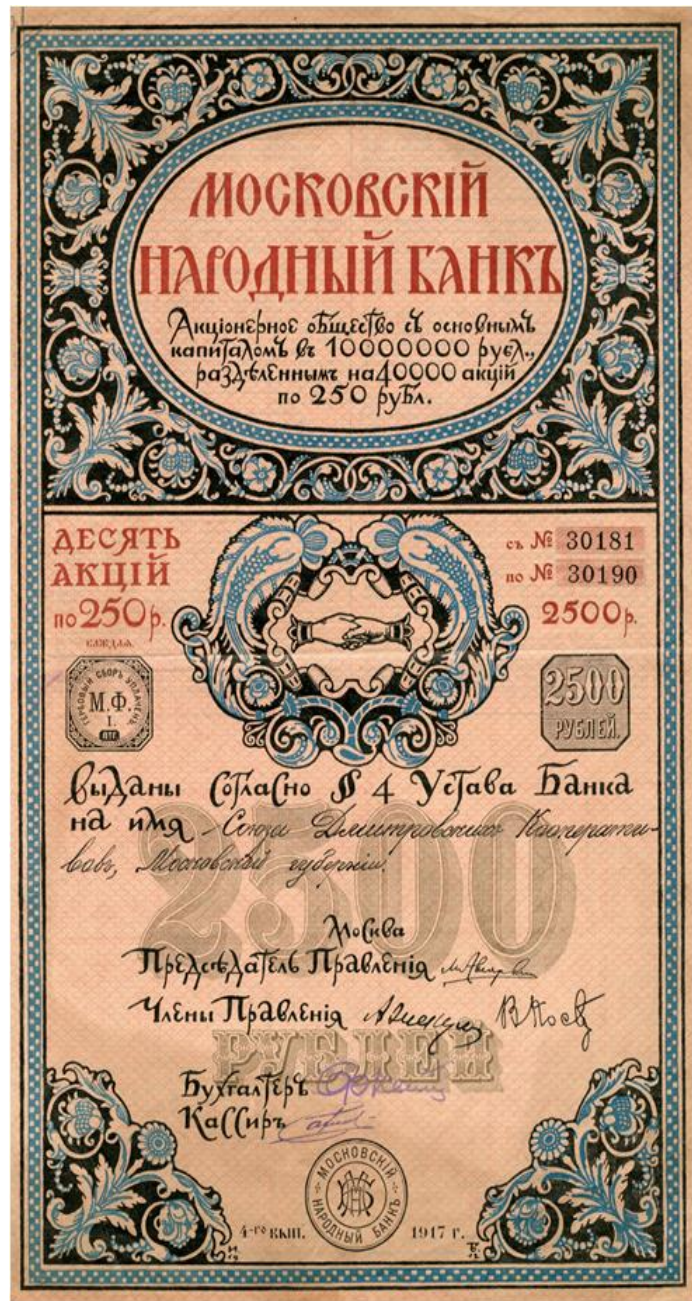 МОСКОВСКІЙ
НАРОДНЫЙ БАНКЪ
Акціонерное общество съ основнымъ
капиталомъ въ 10000000 рубл.,
раздѣленнымъ на 40000 акцій
по 250 рубл.
ДЕСЯТЬ
АКЦІЙ
по 250 р.
КАЖДАЯ.
съ № 30181
по № 30190
2500 р.
ГЕРБОВЫЙ СБОРЪ УПЛАЧЕНЪ
М.Ф.
I.
2500
РУБЛЕЙ.
Выданы согласно § 4 Устава Банка
на имя Союза Дмитровскихъ Кооперати-
вовъ, Московской губерніи.
2500
Москва
Предсѣдатель Правленія
Члены Правленія
РУБЛЕЙ
Бухгалтеръ
Кассиръ
МОСКОВСКІЙ
НАРОДНЫЙ БАНКЪ
4-го вып. 1917 г.